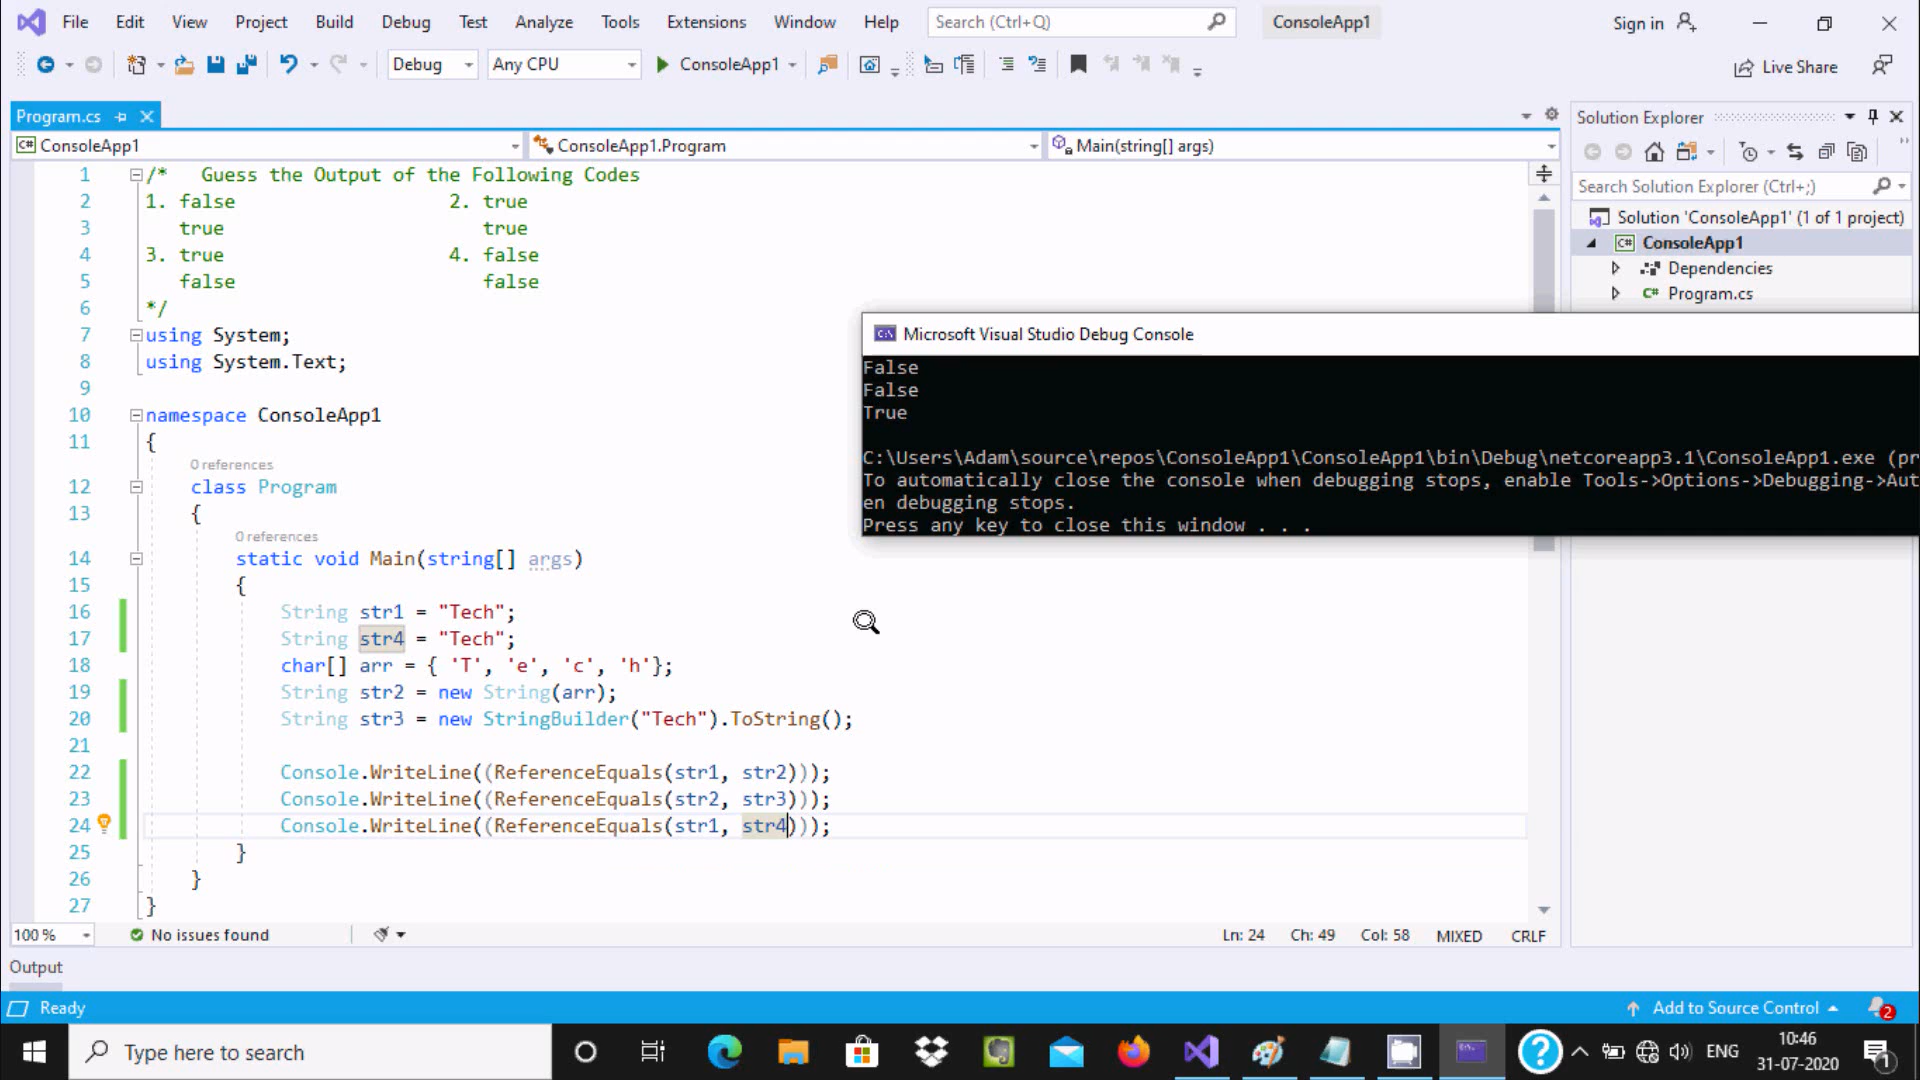 File Edit View Project Build Debug Test Analyze Tools Extensions Window Help Search (Ctrl+Q) ConsoleApp1 Sign in
Debug Any CPU ConsoleApp1 Live Share
Program.cs
ConsoleApp1 ConsoleApp1.Program Main(string[] args)
1 /*   Guess the Output of the Following Codes
2 1. false 2. true
3 true true
4 3. true 4. false
5 false false
6 */
7 using System;
8 using System.Text;
9
10 namespace ConsoleApp1
11 {
0 references
12 class Program
13 {
0 references
14 static void Main(string[] args)
15 {
16 String str1 = "Tech";
17 String str4 = "Tech";
18 char[] arr = { 'T', 'e', 'c', 'h'};
19 String str2 = new String(arr);
20 String str3 = new StringBuilder("Tech").ToString();
21
22 Console.WriteLine((ReferenceEquals(str1, str2)));
23 Console.WriteLine((ReferenceEquals(str2, str3)));
24 Console.WriteLine((ReferenceEquals(str1, str4)));
25 }
26 }
27 }
100 % No issues found Ln: 24 Ch: 49 Col: 58 MIXED CRLF
Solution Explorer
Search Solution Explorer (Ctrl+;)
Solution 'ConsoleApp1' (1 of 1 project)
C# ConsoleApp1
Dependencies
C# Program.cs
Microsoft Visual Studio Debug Console
False
False
True
C:\Users\Adam\source\repos\ConsoleApp1\ConsoleApp1\bin\Debug\netcoreapp3.1\ConsoleApp1.exe (pr
To automatically close the console when debugging stops, enable Tools->Options->Debugging->Aut
en debugging stops.
Press any key to close this window . . .
Output
Ready Add to Source Control 2
Type here to search ENG 10:46
31-07-2020 1